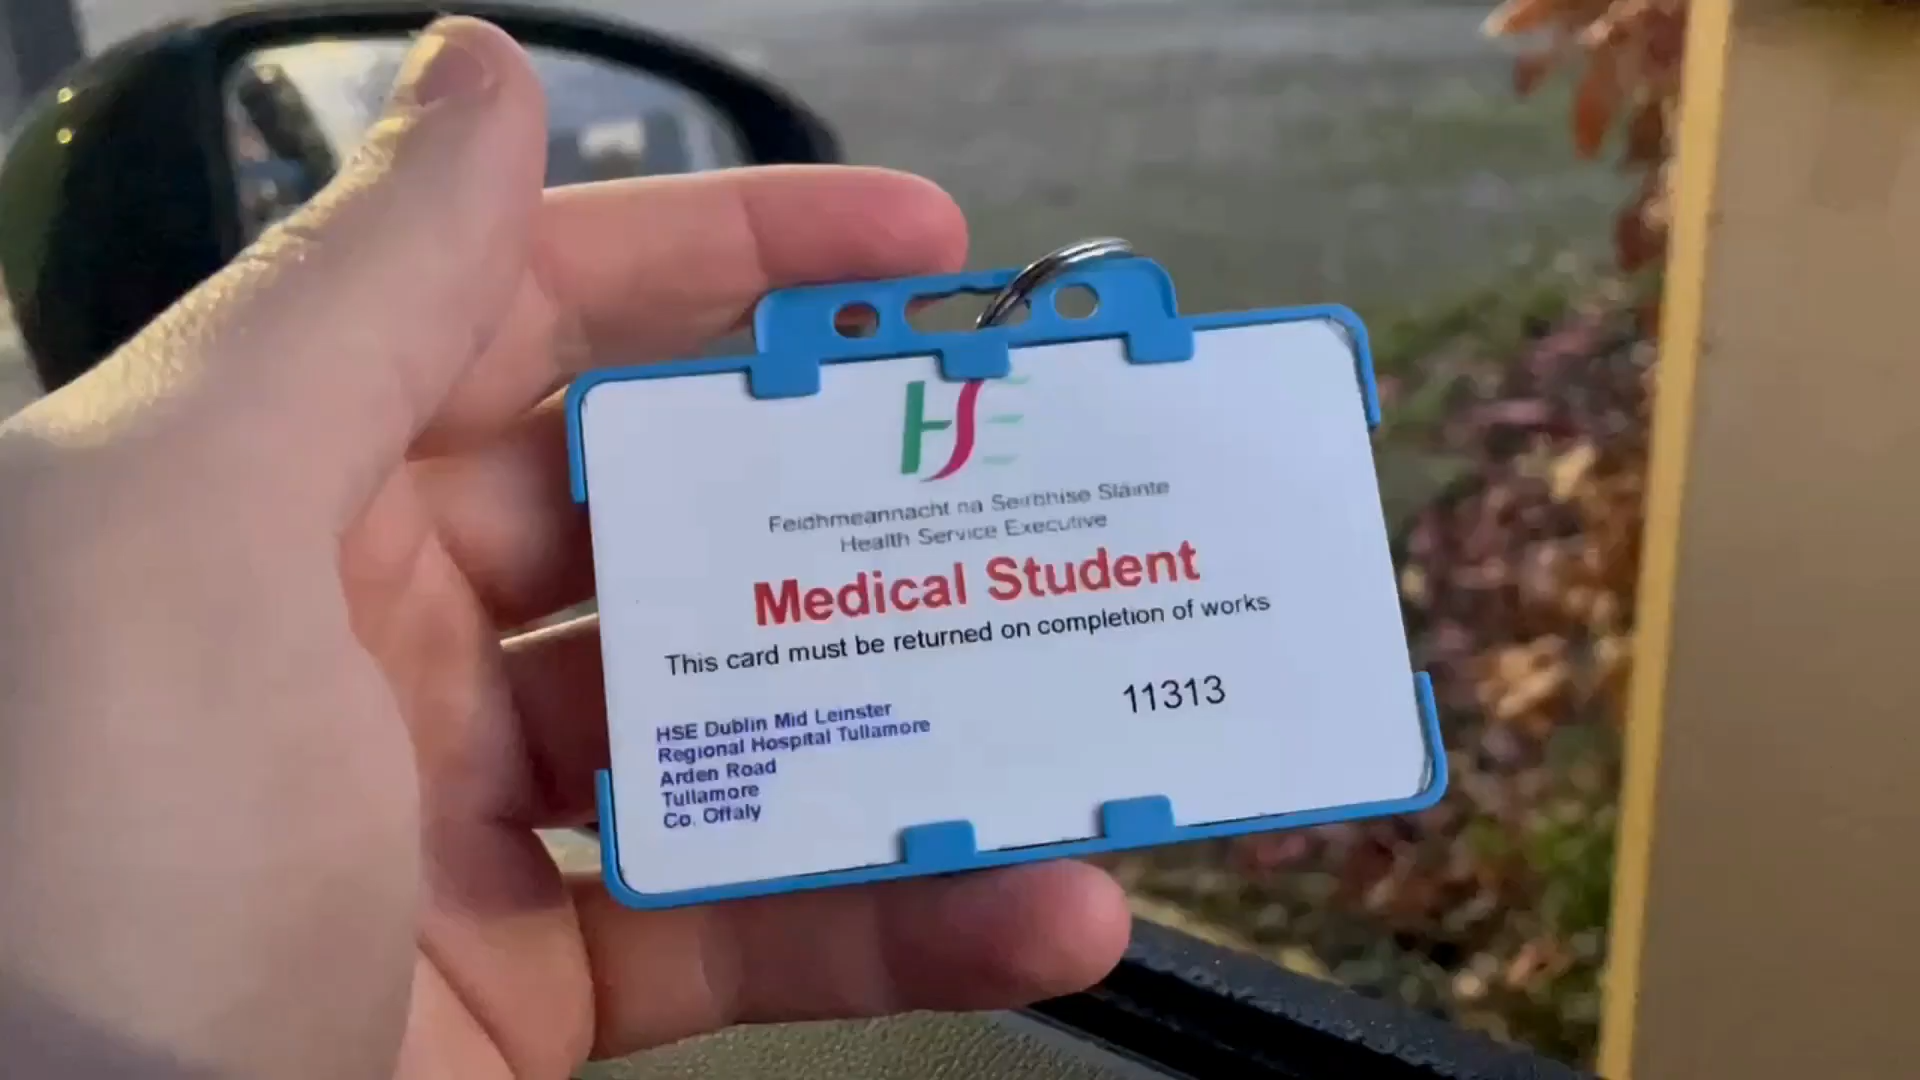 HSE
Feidhmeannacht na Seirbhíse Sláinte
Health Service Executive
Medical Student
This card must be returned on completion of works
11313
HSE Dublin Mid Leinster
Regional Hospital Tullamore
Arden Road
Tullamore
Co. Offaly